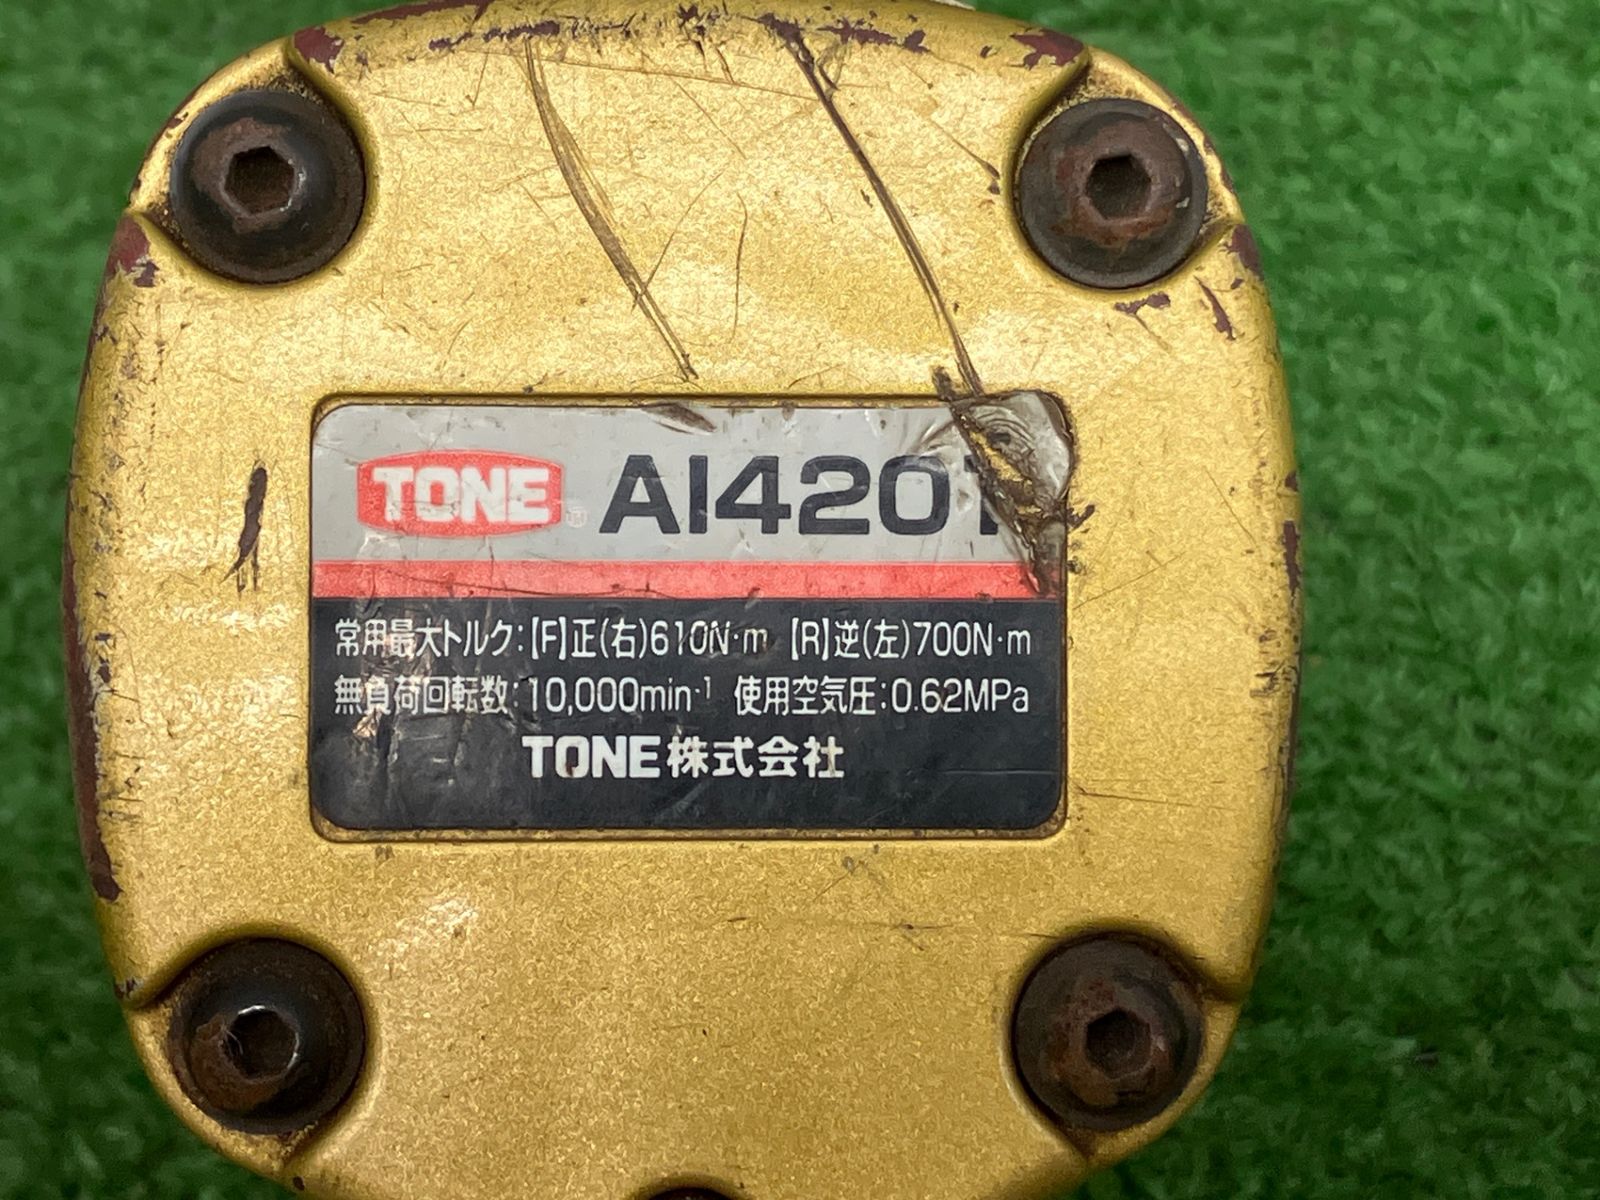 TONE® AI4201
常用最大トルク:【F】正(右)610N·m 【R】逆(左)700N·m
無負荷回転数:10,000min⁻¹ 使用空気圧:0.62MPa
TONE株式会社